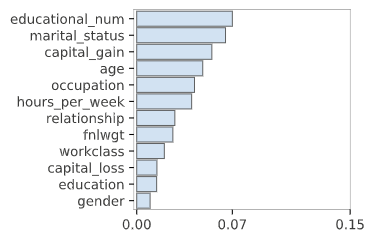 educational_num
marital_status
capital_gain
age
occupation
hours_per_week
relationship
fnlwgt
workclass
capital_loss
education
gender
0.00 0.07 0.15